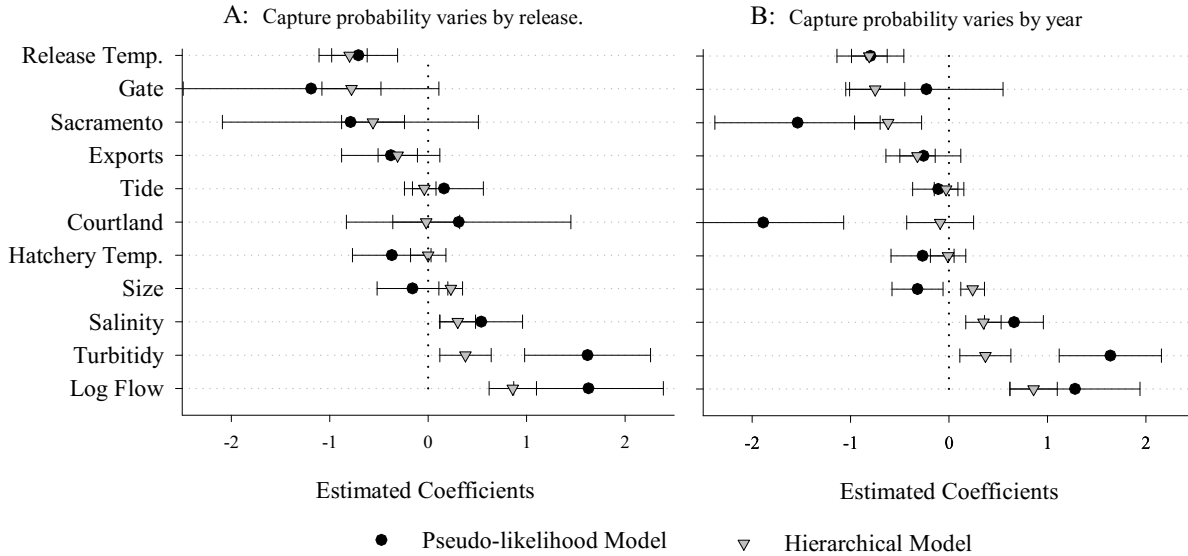 A: Capture probability varies by release.
B: Capture probability varies by year
Release Temp.
Gate
Sacramento
Exports
Tide
Courtland
Hatchery Temp.
Size
Salinity
Turbitidy
Log Flow
-2 -1 0 1 2
-2 -1 0 1 2
Estimated Coefficients
Estimated Coefficients
Pseudo-likelihood Model
Hierarchical Model